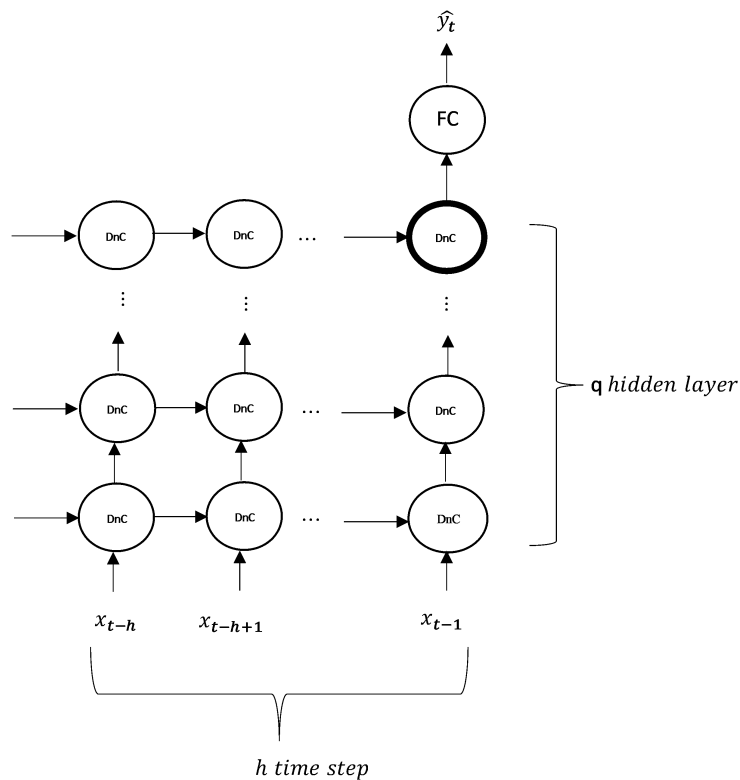 ŷₜ
FC
DnC DnC ... DnC
⋮ ⋮ ⋮
DnC DnC ... DnC
q hidden layer
DnC DnC ... DnC
xₜ₋ₕ xₜ₋ₕ₊₁ xₜ₋₁
h time step